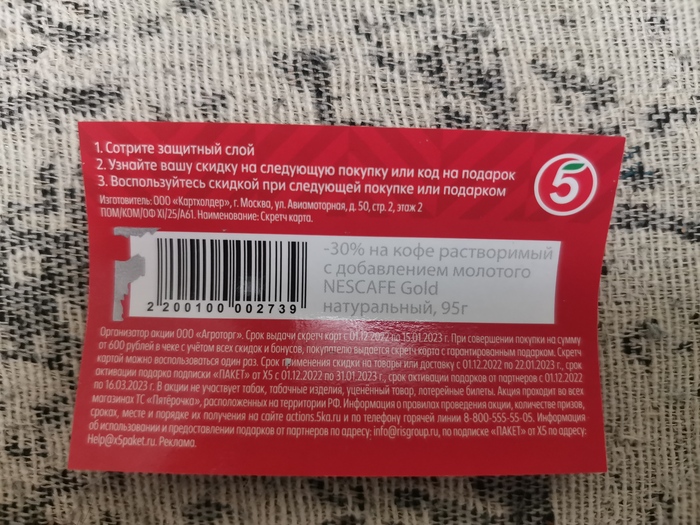 1. Сотрите защитный слой
2. Узнайте вашу скидку на следующую покупку или код на подарок
3. Воспользуйтесь скидкой при следующей покупке или подарком
5
Изготовитель: ООО «Картхолдер», г. Москва, ул. Авиамоторная, д. 50, стр. 2, этаж 2
ПОМ/КОМ/ОФ XI/25/А61. Наименование: Скретч карта.
-30% на кофе растворимый
с добавлением молотого
NESCAFE Gold
натуральный, 95г
2 200100 002739
Организатор акции ООО «Агроторг». Срок выдачи скретч карт с 01.12.2022 по 15.01.2023 г. При совершении покупки на сумму
от 600 рублей в чеке с учётом всех скидок и бонусов, покупателю выдается скретч карта с гарантированным подарком. Скретч
картой можно воспользоваться один раз. Срок применения скидки на товары или доставку с 01.12.2022 по 22.01.2023 г., срок
активации подарка подписки «ПАКЕТ» от X5 с 01.12.2022 по 31.01.2023 г., срок активации подарков от партнеров с 01.12.2022
по 16.03.2023 г. В акции не участвует табак, табачные изделия, уценённый товар, лотерейные билеты. Акция проходит во всех
магазинах ТС «Пятёрочка», расположенных на территории РФ. Информация о правилах проведения акции, количестве призов,
сроках, месте и порядке их получения на сайте actions.5ka.ru и по телефону горячей линии 8-800-555-55-05. Информация
об использовании и предоставлении подарков от партнеров по адресу: info@risgroup.ru, по подписке «ПАКЕТ» от X5 по адресу:
Help@x5paket.ru. Реклама.